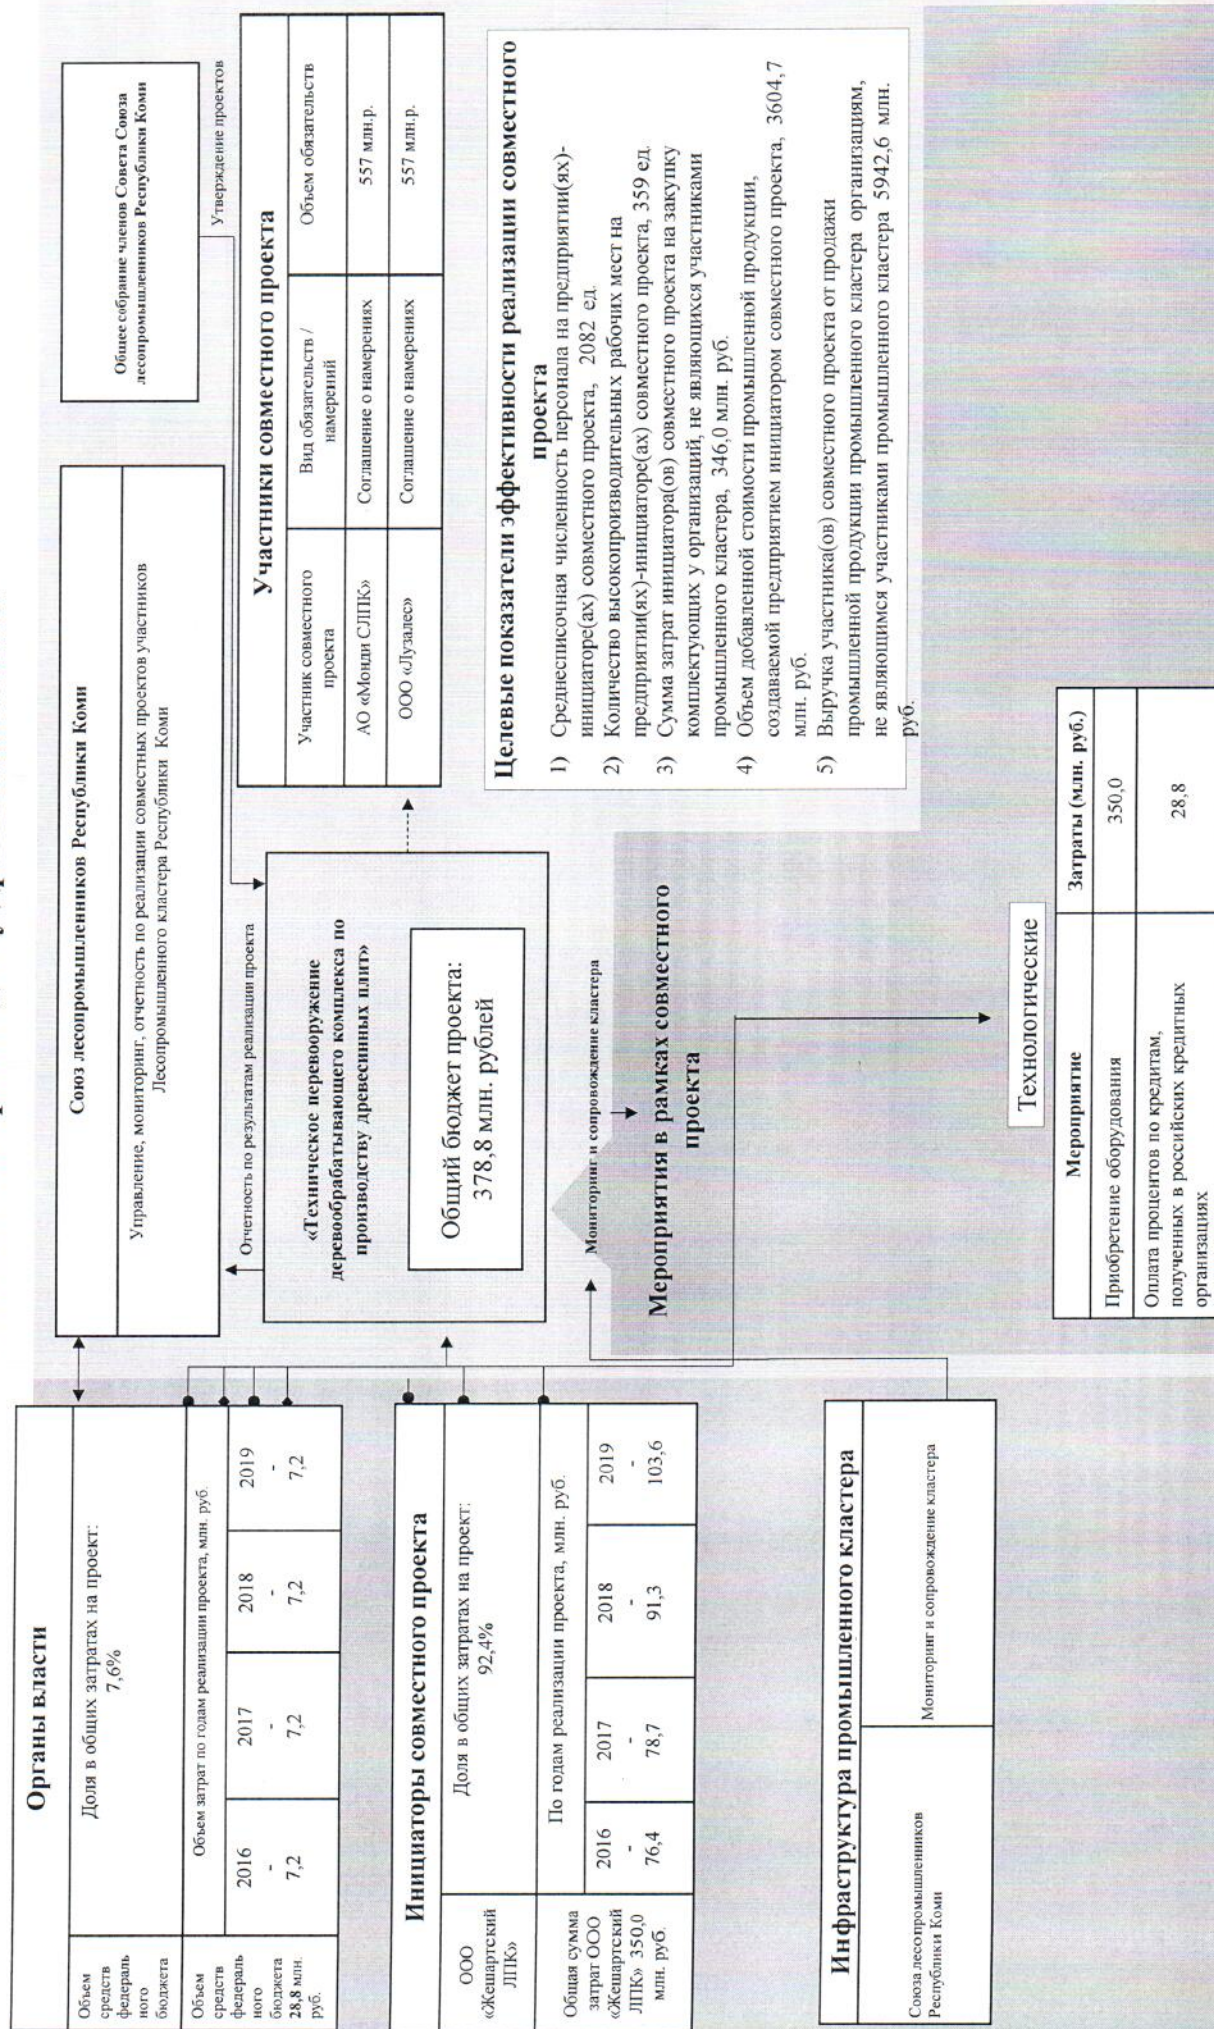 Органы власти
Объем
средств
федераль
ного
бюджета
Доля в общих затратах на проект:
7,6%
Объем
средств
федераль
ного
бюджета
28,8 млн.
руб.
Объем затрат по годам реализации проекта, млн. руб.
2016
-
7,2
2017
-
7,2
2018
-
7,2
2019
-
7,2
Инициаторы совместного проекта
ООО
«Жешартский
ЛПК»
Доля в общих затратах на проект:
92,4%
Общая сумма
затрат ООО
«Жешартский
ЛПК» 350,0
млн. руб.
По годам реализации проекта, млн. руб.
2016
-
76,4
2017
-
78,7
2018
-
91,3
2019
-
103,6
Инфраструктура промышленного кластера
Союза лесопромышленников
Республики Коми
Мониторинг и сопровождение кластера
Союз лесопромышленников Республики Коми
Управление, мониторинг, отчетность по реализации совместных проектов участников
Лесопромышленного кластера Республики Коми
Отчетность по результатам реализации проекта
«Техническое перевооружение
деревообрабатывающего комплекса по
производству древесинных плит»
Общий бюджет проекта:
378,8 млн. рублей
Мониторинг и сопровождение кластера
Мероприятия в рамках совместного
проекта
Технологические
Мероприятие
Затраты (млн. руб.)
Приобретение оборудования
350,0
Оплата процентов по кредитам,
полученных в российских кредитных
организациях
28,8
Общее собрание членов Совета Союза
лесопромышленников Республики Коми
Утверждение проектов
Участники совместного проекта
Участник совместного
проекта
Вид обязательств /
намерений
Объем обязательств
АО «Монди СЛПК»
Соглашение о намерениях
557 млн.р.
ООО «Лузалес»
Соглашение о намерениях
557 млн.р.
Целевые показатели эффективности реализации совместного
проекта
1) Среднесписочная численность персонала на предприятии(ях)-
инициаторе(ах) совместного проекта, 2082 ед.
2) Количество высокопроизводительных рабочих мест на
предприятии(ях)-инициаторе(ах) совместного проекта, 359 ед.
3) Сумма затрат инициатора(ов) совместного проекта на закупку
комплектующих у организаций, не являющихся участниками
промышленного кластера, 346,0 млн. руб.
4) Объем добавленной стоимости промышленной продукции,
создаваемой предприятием инициатором совместного проекта, 3604,7
млн. руб.
5) Выручка участника(ов) совместного проекта от продажи
промышленной продукции промышленного кластера организациям,
не являющимся участниками промышленного кластера 5942,6 млн.
руб.